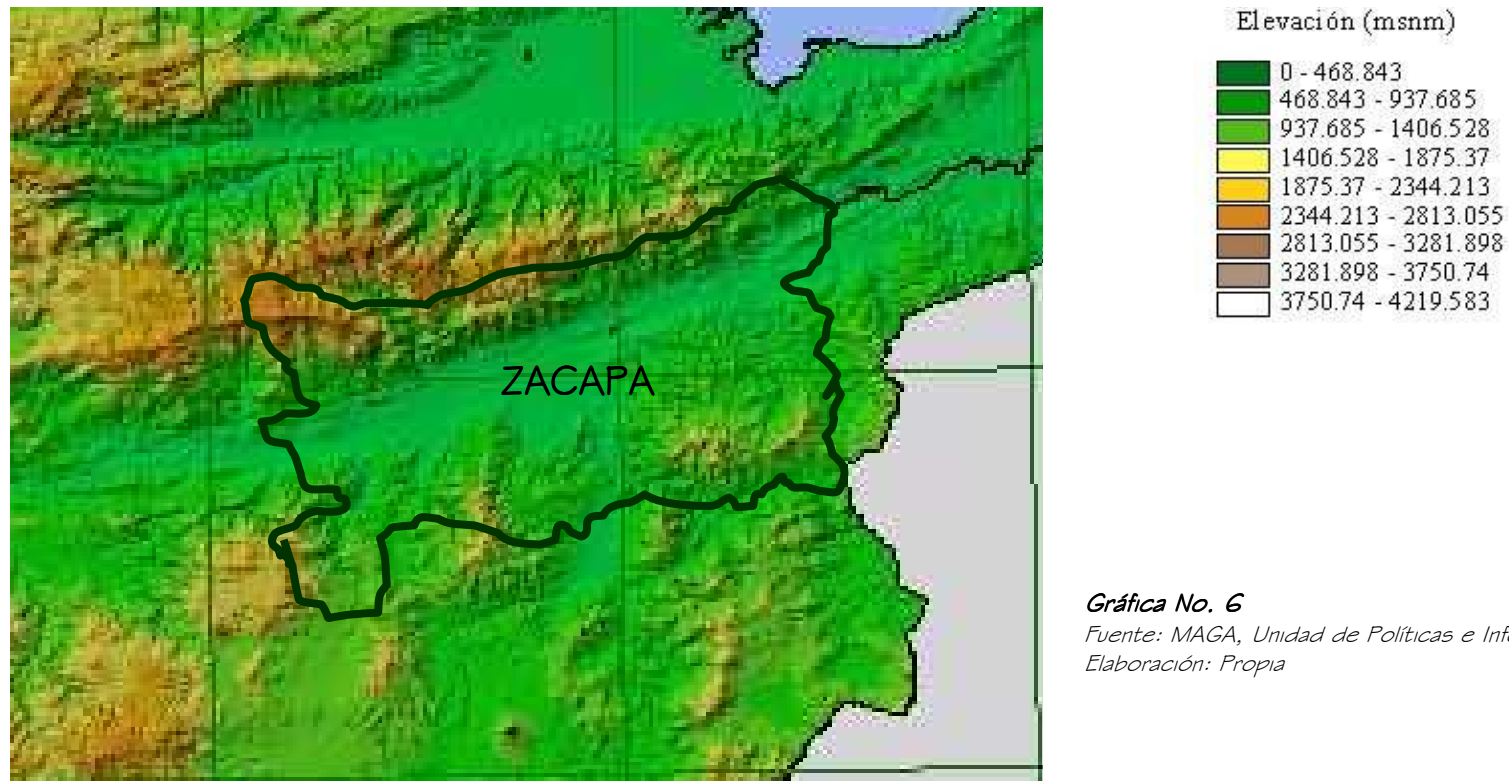 Elevación (msnm)
0 - 468.843
468.843 - 937.685
937.685 - 1406.528
1406.528 - 1875.37
1875.37 - 2344.213
2344.213 - 2813.055
2813.055 - 3281.898
3281.898 - 3750.74
3750.74 - 4219.583
ZACAPA
Gráfica No. 6
Fuente: MAGA, Unidad de Políticas e
Elaboración: Propia